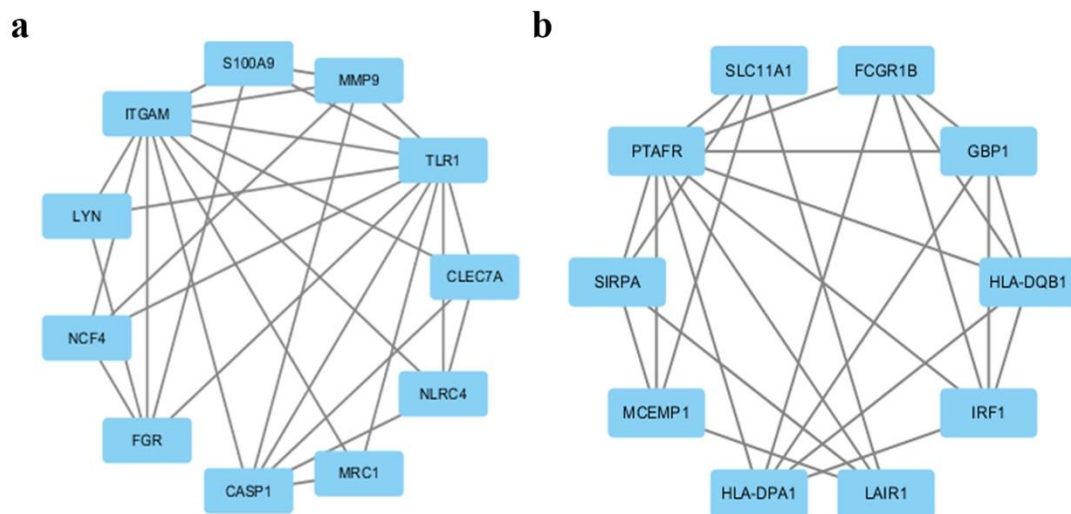 a
S100A9
MMP9
ITGAM
TLR1
LYN
CLEC7A
NCF4
NLRC4
FGR
MRC1
CASP1
b
SLC11A1
FCGR1B
PTAFR
GBP1
SIRPA
HLA-DQB1
MCEMP1
IRF1
HLA-DPA1
LAIR1